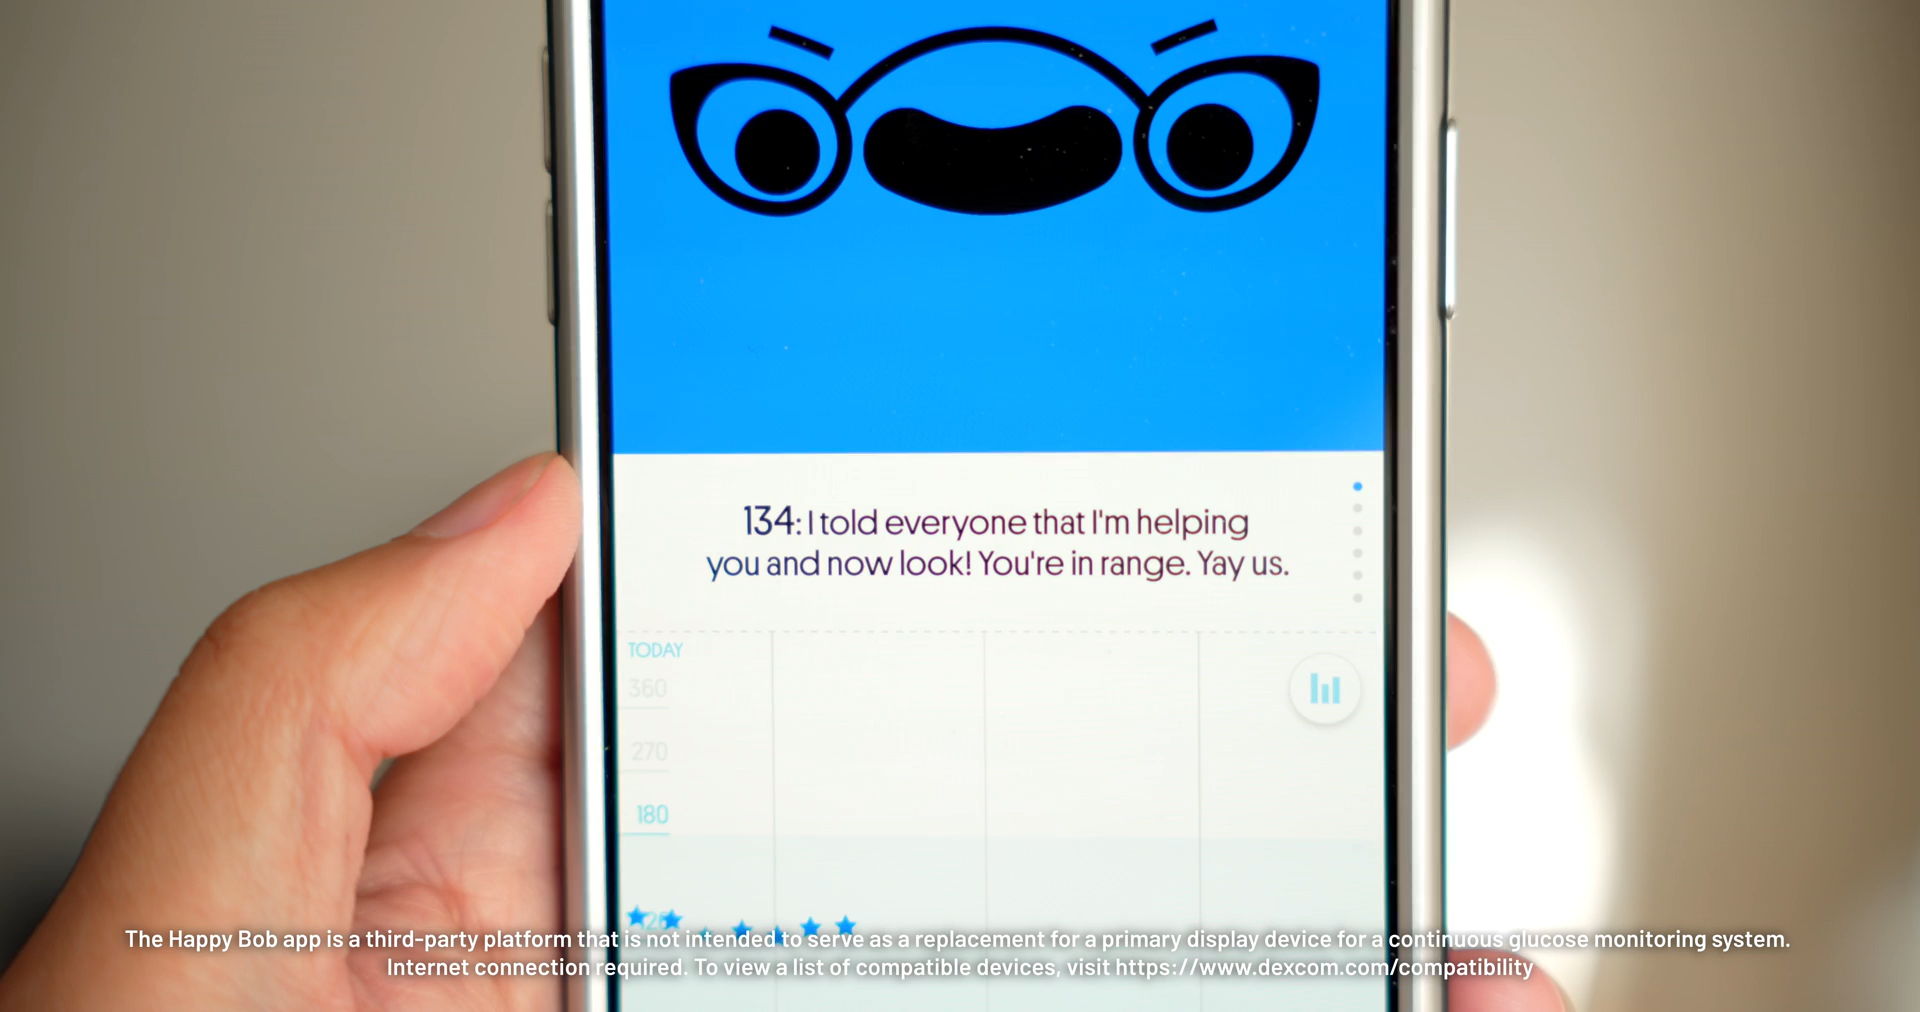 134: I told everyone that I'm helping
you and now look! You're in range. Yay us.
TODAY
360
270
180
The Happy Bob app is a third-party platform that is not intended to serve as a replacement for a primary display device for a continuous glucose monitoring system.
Internet connection required. To view a list of compatible devices, visit https://www.dexcom.com/compatibility